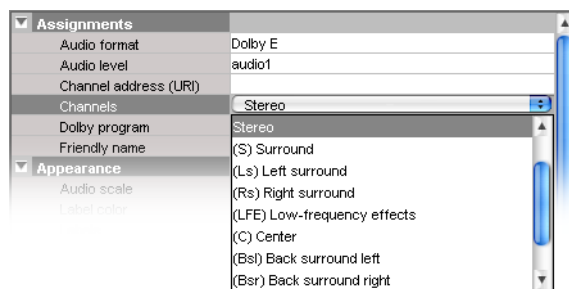 Assignments
Audio format Dolby E
Audio level audio1
Channel address (URI)
Channels Stereo
Dolby program Stereo
Friendly name (S) Surround
Appearance (Ls) Left surround
Audio scale (Rs) Right surround
Label color (LFE) Low-frequency effects
(C) Center
(Bsl) Back surround left
(Bsr) Back surround right